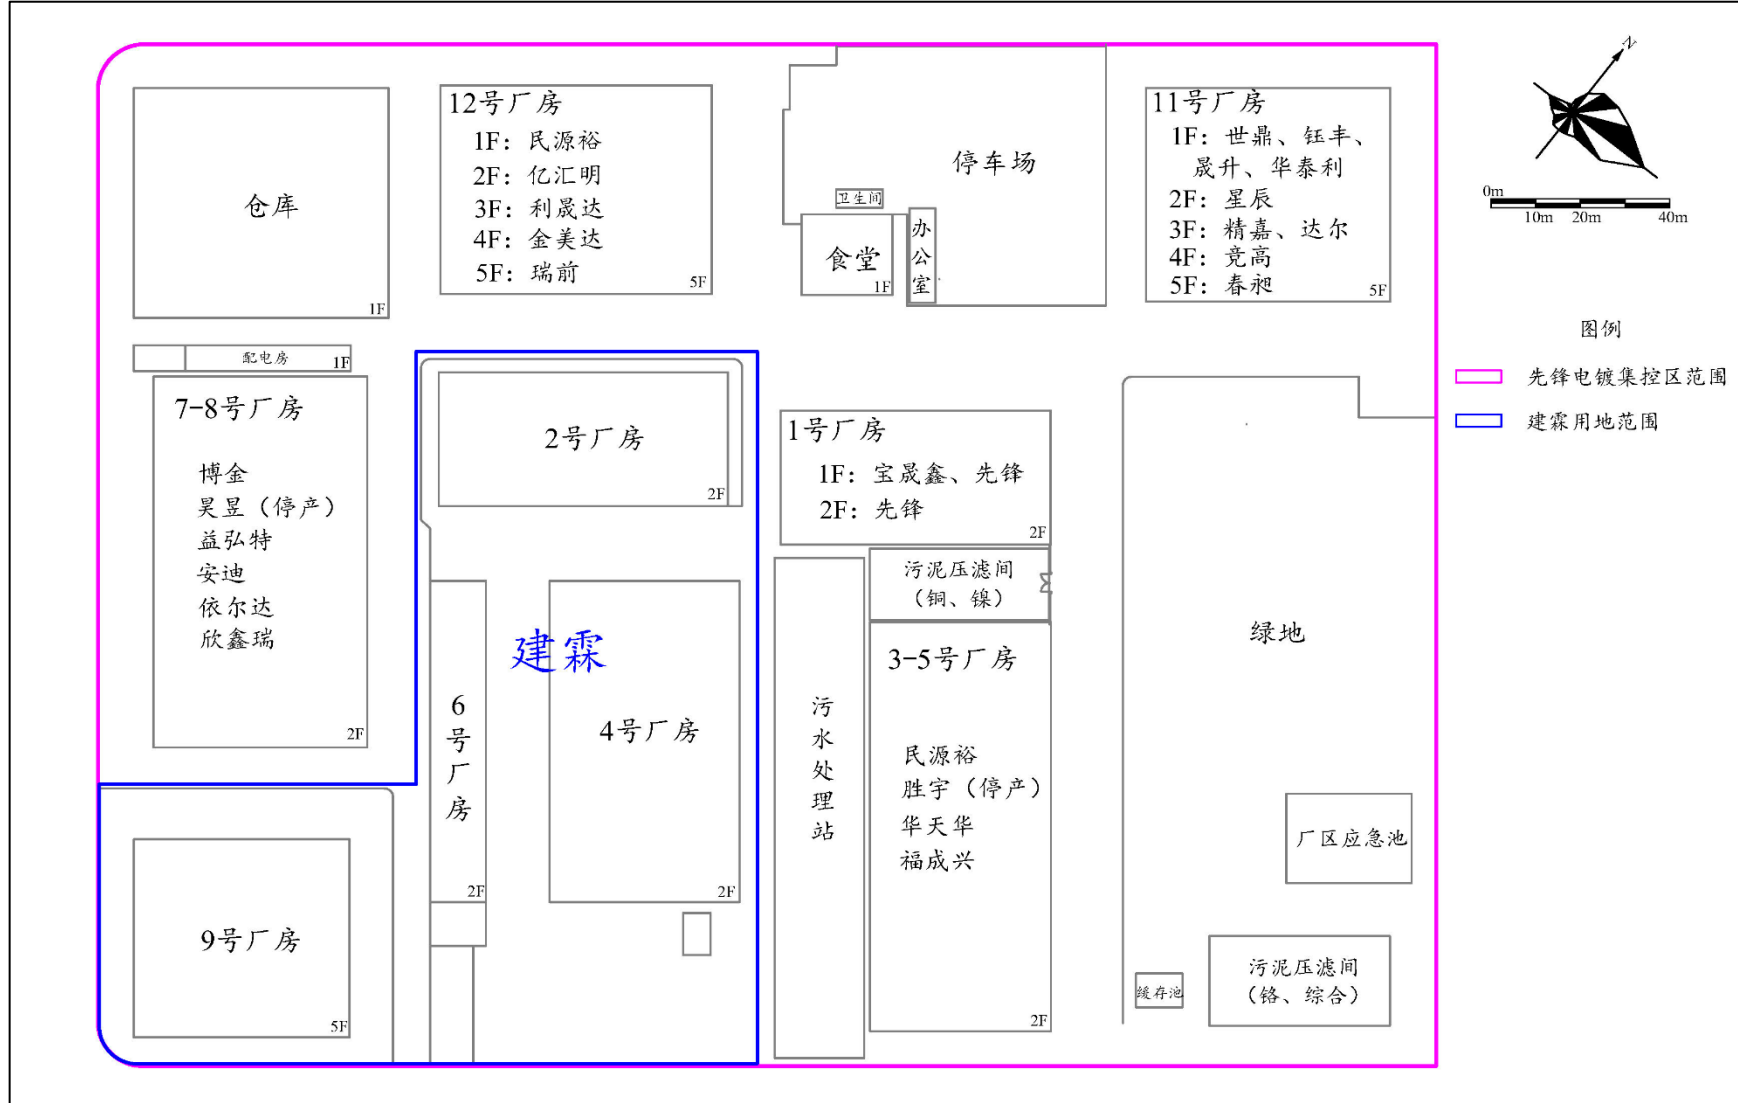 仓库
1F
12号厂房
1F：民源裕
2F：亿汇明
3F：利晟达
4F：金美达
5F：瑞前
5F
停车场
卫生间
食堂
1F
办公室
11号厂房
1F：世鼎、钰丰、
晟升、华泰利
2F：星辰
3F：精嘉、达尔
4F：竞高
5F：春昶
5F
N
0m
10m 20m 40m
图例
先锋电镀集控区范围
建霖用地范围
配电房
1F
7-8号厂房
博金
昊昱（停产）
益弘特
安迪
依尔达
欣鑫瑞
2F
2号厂房
2F
1号厂房
1F：宝晟鑫、先锋
2F：先锋
2F
污泥压滤间
（铜、镍）
建霖
6号厂房
2F
4号厂房
2F
污水处理站
3-5号厂房
民源裕
胜宇（停产）
华天华
福成兴
2F
绿地
厂区应急池
9号厂房
5F
缓存池
污泥压滤间
（铬、综合）